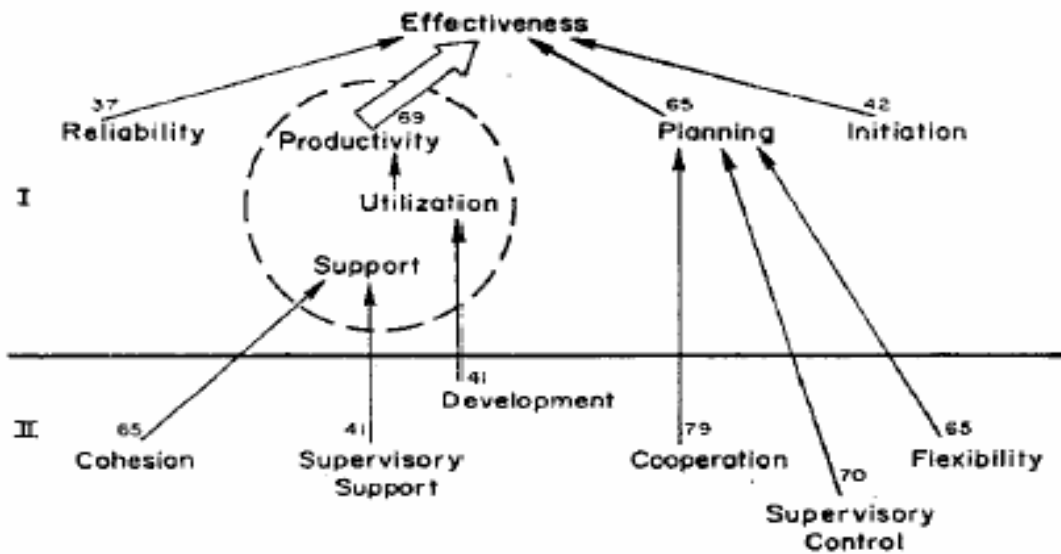 Effectiveness
37
Reliability
69
Productivity
65
Planning
42
Initiation
I
Utilization
Support
II
41
Development
65
Cohesion
41
Supervisory
Support
79
Cooperation
65
Flexibility
70
Supervisory
Control